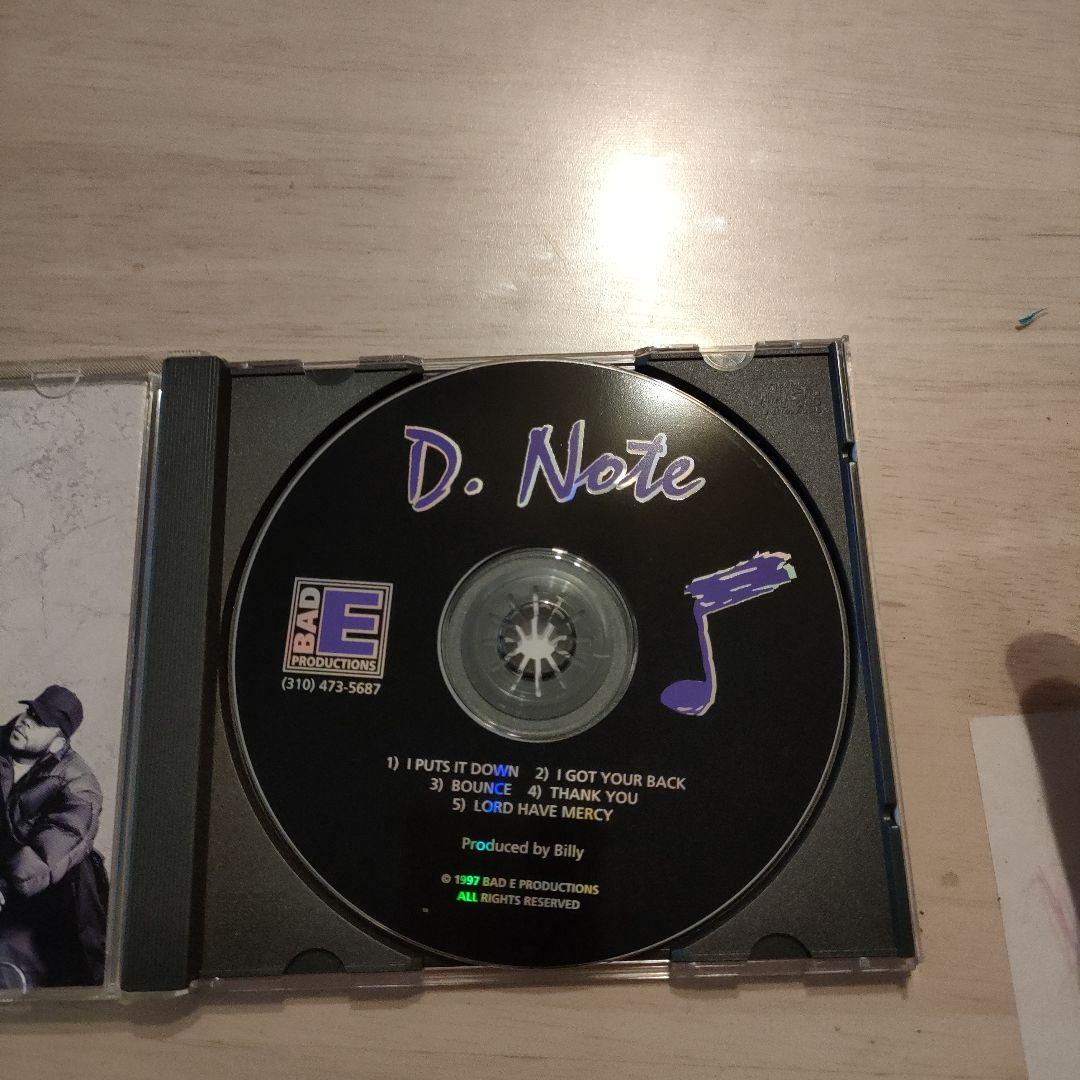 D. Note
BAD E
PRODUCTIONS
(310) 473-5687
1) I PUTS IT DOWN 2) I GOT YOUR BACK
3) BOUNCE 4) THANK YOU
5) LORD HAVE MERCY
Produced by Billy
© 1997 BAD E PRODUCTIONS
ALL RIGHTS RESERVED